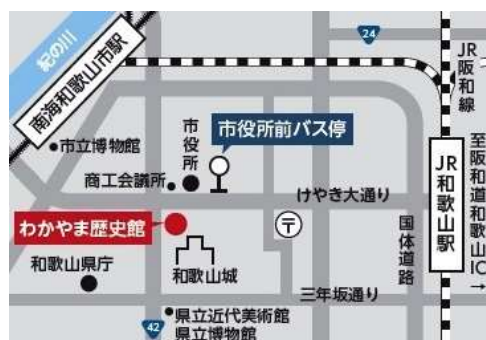 紀の川
南海和歌山市駅
24
JR阪和線
市立博物館
市役所
市役所前バス停
商工会議所
けやき大通り
JR和歌山駅
至阪和道和歌山IC→
わかやま歴史館
〒
国体道路
和歌山県庁
和歌山城
三年坂通り
42
県立近代美術館
県立博物館